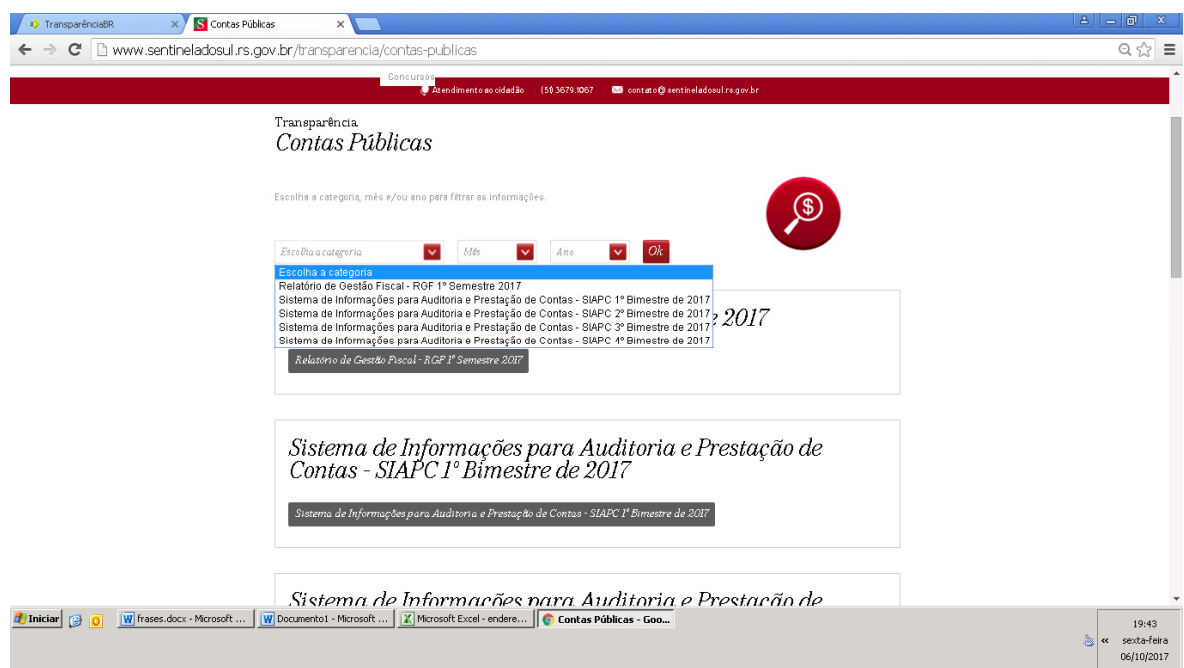 TransparênciaBR
Contas Públicas
www.sentineladosul.rs.gov.br/transparencia/contas-publicas
Concursos
Atendimento ao cidadão (51) 3679.1067 contato@sentineladosul.rs.gov.br
Transparência
Contas Públicas
Escolha a categoria, mês e/ou ano para filtrar as informações.
$
Escolha a categoria Mês Ano Ok
Escolha a categoria
Relatório de Gestão Fiscal - RGF 1º Semestre 2017
Sistema de Informações para Auditoria e Prestação de Contas - SIAPC 1º Bimestre de 2017
Sistema de Informações para Auditoria e Prestação de Contas - SIAPC 2º Bimestre de 2017
Sistema de Informações para Auditoria e Prestação de Contas - SIAPC 3º Bimestre de 2017
Sistema de Informações para Auditoria e Prestação de Contas - SIAPC 4º Bimestre de 2017
2017
Relatório de Gestão Fiscal - RGF 1º Semestre 2017
Sistema de Informações para Auditoria e Prestação de
Contas - SIAPC 1º Bimestre de 2017
Sistema de Informações para Auditoria e Prestação de Contas - SIAPC 1º Bimestre de 2017
Sistema de Informações para Auditoria e Prestação de
Iniciar frases.docx - Microsoft ... Documento1 - Microsoft ... Microsoft Excel - endere... Contas Públicas - Goo...
19:43
sexta-feira
06/10/2017